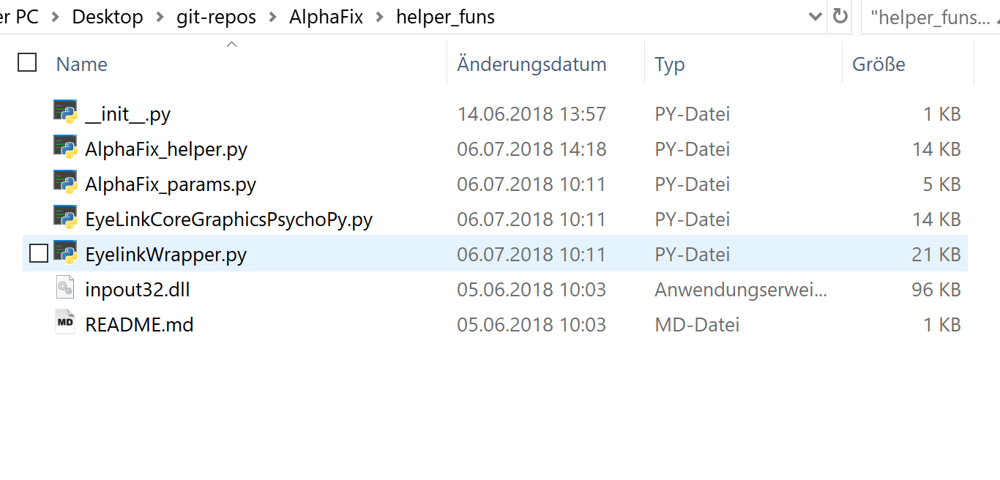 er PC > Desktop > git-repos > AlphaFix > helper_funs "helper_funs...
Name Änderungsdatum Typ Größe
__init__.py 14.06.2018 13:57 PY-Datei 1 KB
AlphaFix_helper.py 06.07.2018 14:18 PY-Datei 14 KB
AlphaFix_params.py 06.07.2018 10:11 PY-Datei 5 KB
EyeLinkCoreGraphicsPsychoPy.py 06.07.2018 10:11 PY-Datei 14 KB
EyelinkWrapper.py 06.07.2018 10:11 PY-Datei 21 KB
inpout32.dll 05.06.2018 10:03 Anwendungserwei... 96 KB
MD README.md 05.06.2018 10:03 MD-Datei 1 KB